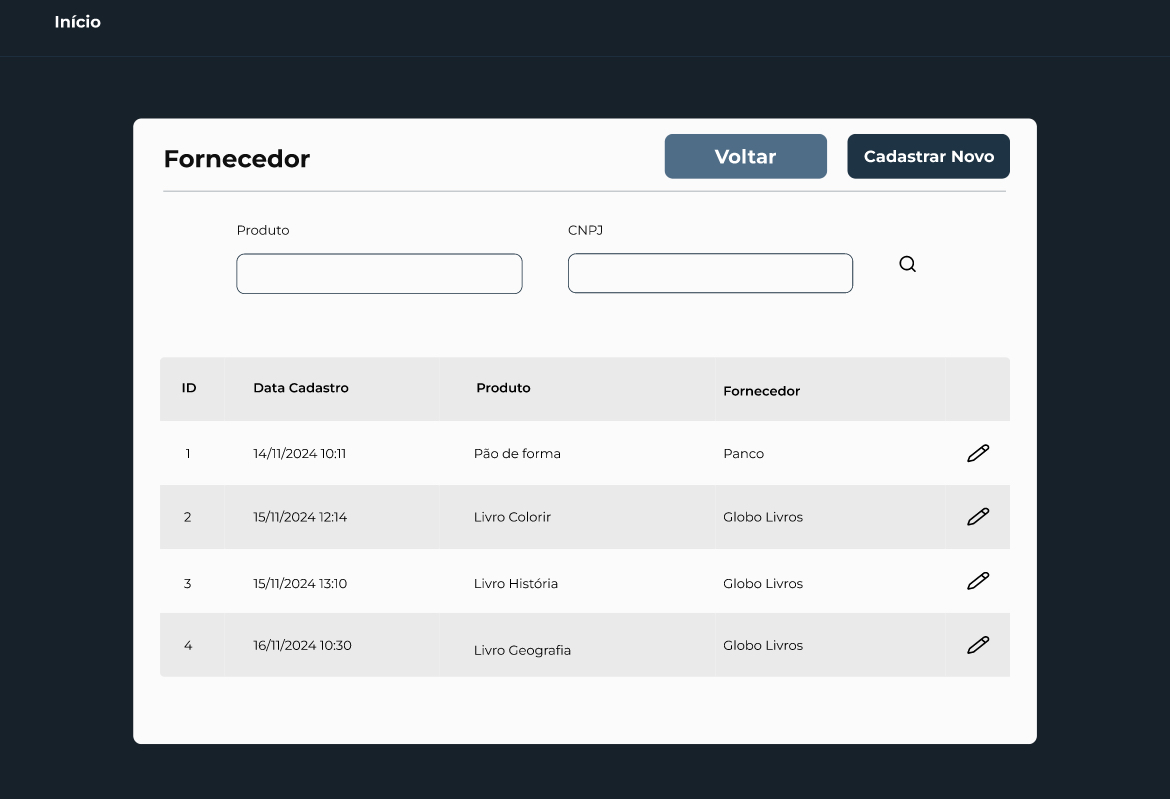 Início
Fornecedor Voltar Cadastrar Novo
Produto CNPJ
ID Data Cadastro Produto Fornecedor
1 14/11/2024 10:11 Pão de forma Panco
2 15/11/2024 12:14 Livro Colorir Globo Livros
3 15/11/2024 13:10 Livro História Globo Livros
4 16/11/2024 10:30 Livro Geografia Globo Livros